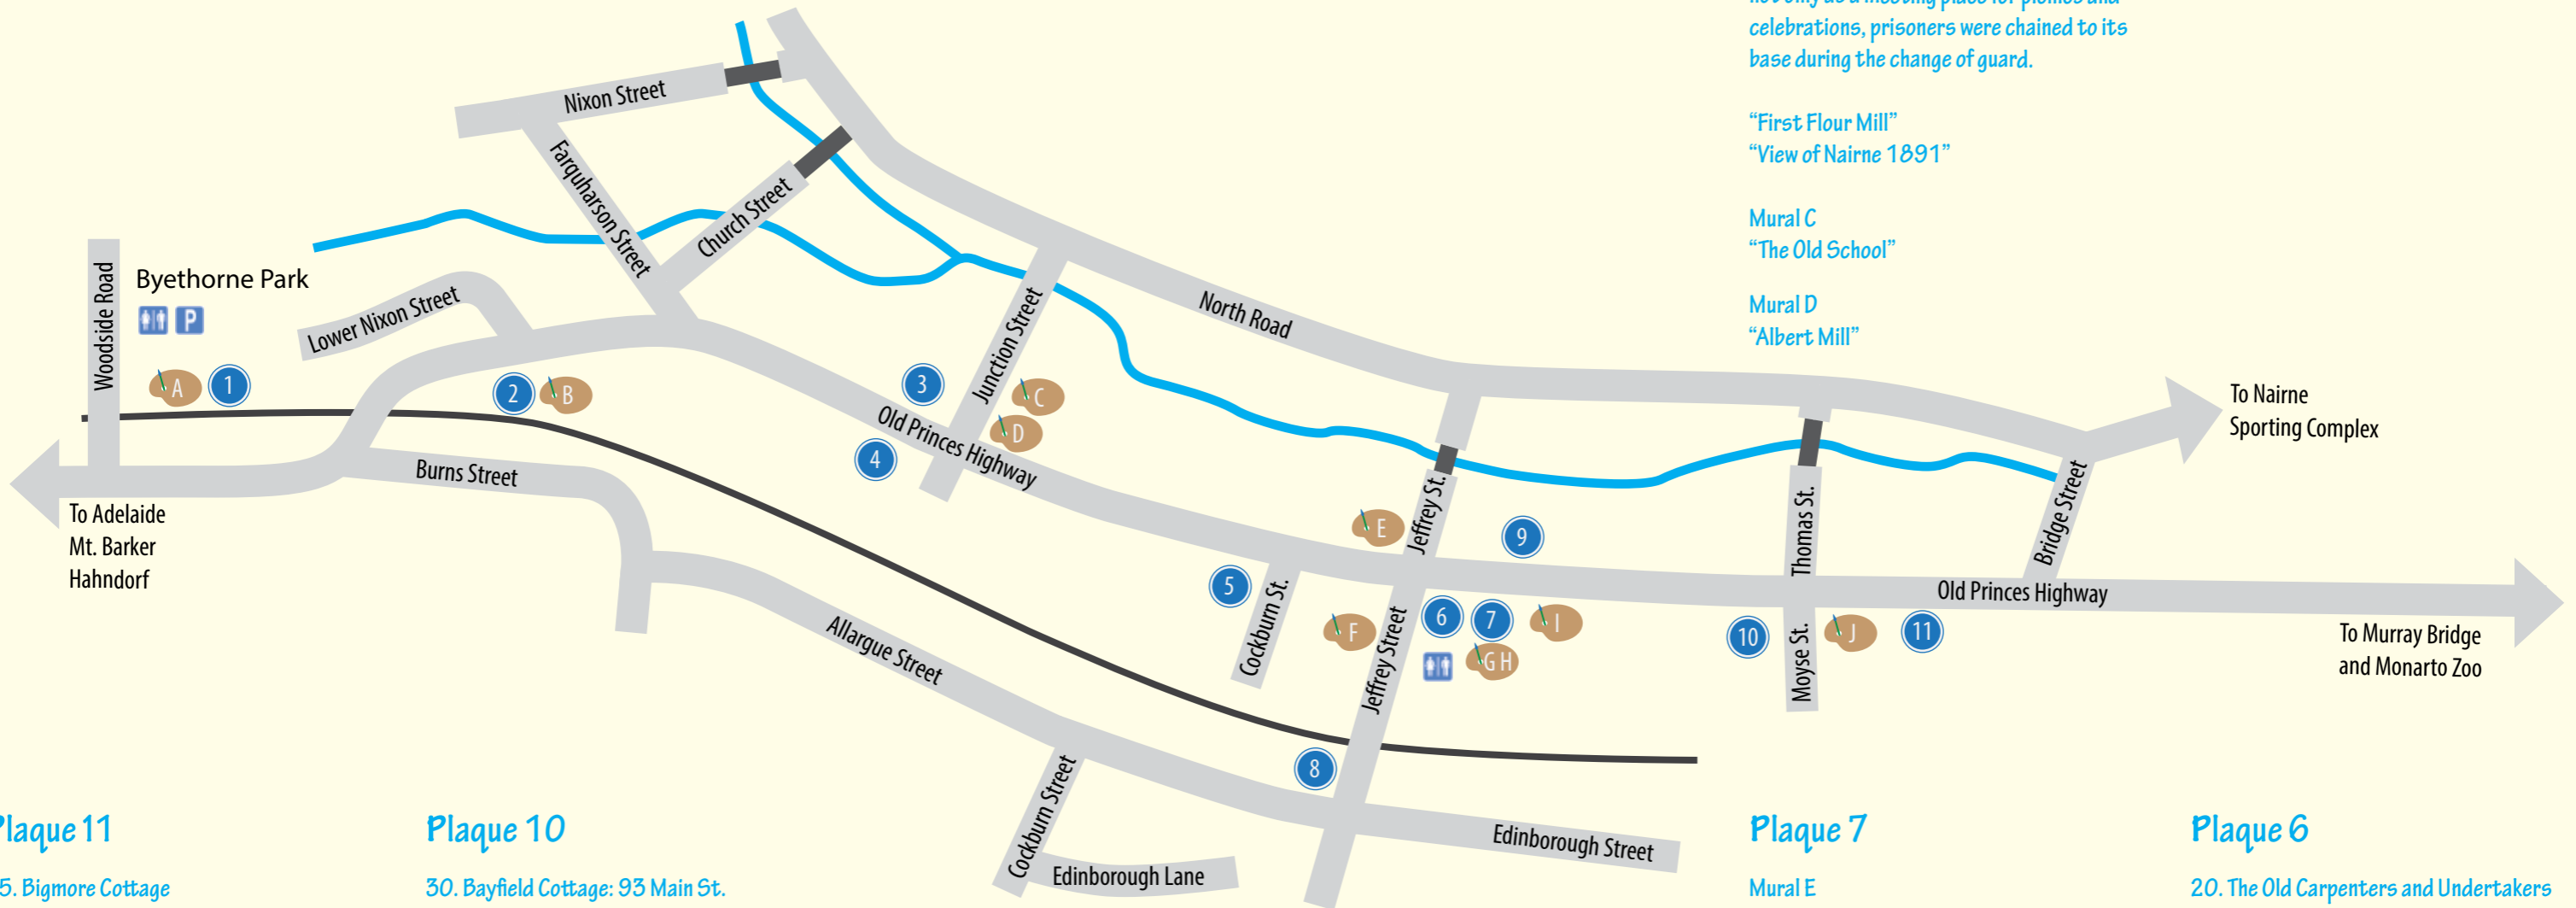 celebrations, prisoners were chained to its
base during the change of guard.
“First Flour Mill”
“View of Nairne 1891”
Mural C
“The Old School”
Mural D
“Albert Mill”
Nixon Street
Farquharson Street
Church Street
Woodside Road
Byethorne Park
P
Lower Nixon Street
A
1
2
B
3
4
Junction Street
C
D
North Road
Old Princes Highway
Burns Street
To Adelaide
Mt. Barker
Hahndorf
To Nairne
Sporting Complex
Allargue Street
5
Cockburn St.
E
F
Jeffrey St.
Jeffrey Street
6
7
G H
I
8
9
10
Thomas St.
Moyse St.
J
11
Bridge Street
Old Princes Highway
To Murray Bridge
and Monarto Zoo
Cockburn Street
Edinborough Lane
Edinborough Street
Plaque 11
5. Bigmore Cottage
Plaque 10
30. Bayfield Cottage: 93 Main St.
Plaque 7
Mural E
Plaque 6
20. The Old Carpenters and Undertakers